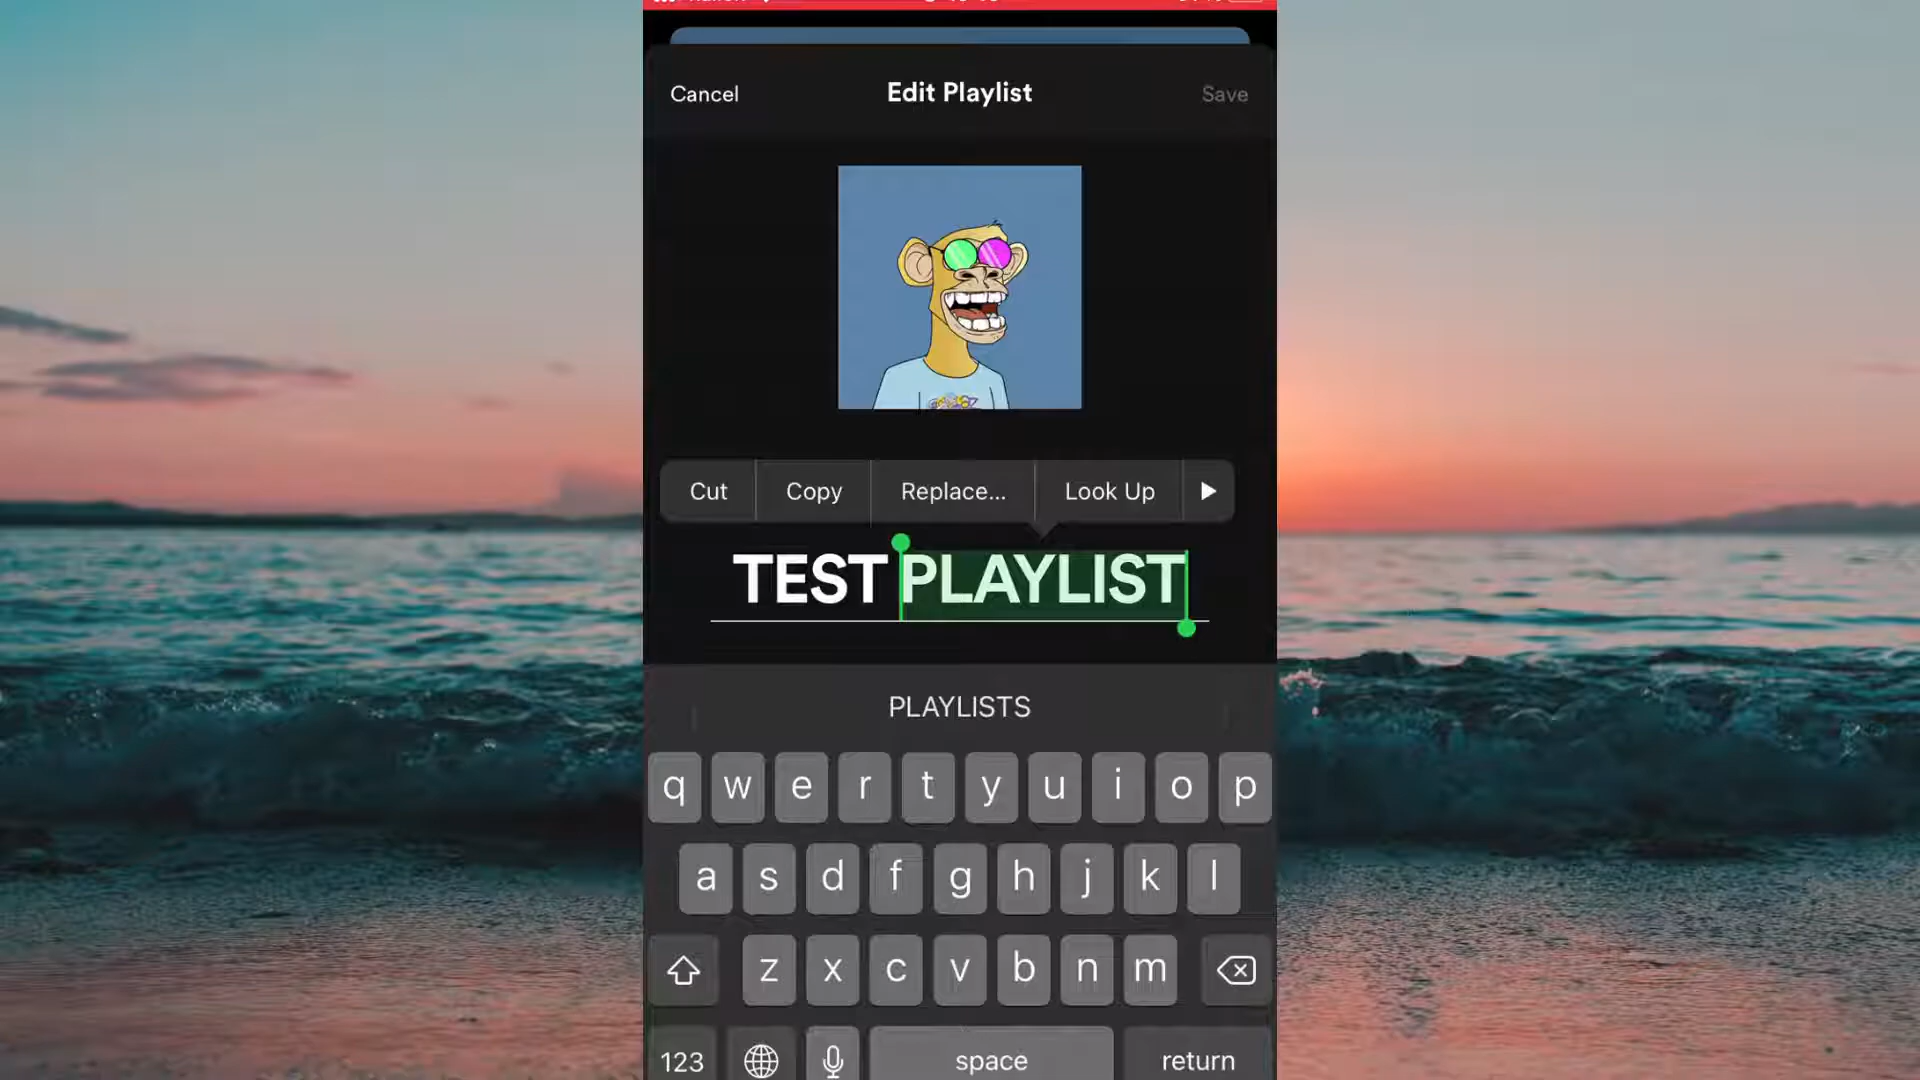 Cancel Edit Playlist Save
Cut Copy Replace... Look Up
TEST PLAYLIST
PLAYLISTS
q w e r t y u i o p
a s d f g h j k l
z x c v b n m
123 space return